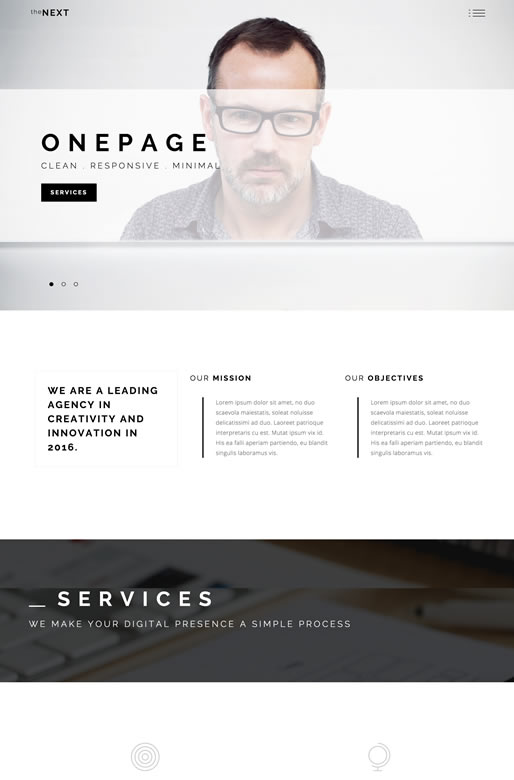 theNEXT
ONEPAGE
CLEAN . RESPONSIVE . MINIMAL
SERVICES
WE ARE A LEADING
AGENCY IN
CREATIVITY AND
INNOVATION IN
2016.
OUR MISSION
Lorem ipsum dolor sit amet, no duo
scaevola maiestatis, soleat noluisse
delicatissimi ad duo. Laoreet patrioque
interpretaris cu est. Mutat ipsum vix id.
His ea falli aperiam partiendo, eu blandit
singulis laboramus vis.
OUR OBJECTIVES
Lorem ipsum dolor sit amet, no duo
scaevola maiestatis, soleat noluisse
delicatissimi ad duo. Laoreet patrioque
interpretaris cu est. Mutat ipsum vix id.
His ea falli aperiam partiendo, eu blandit
singulis laboramus vis.
_ SERVICES
WE MAKE YOUR DIGITAL PRESENCE A SIMPLE PROCESS